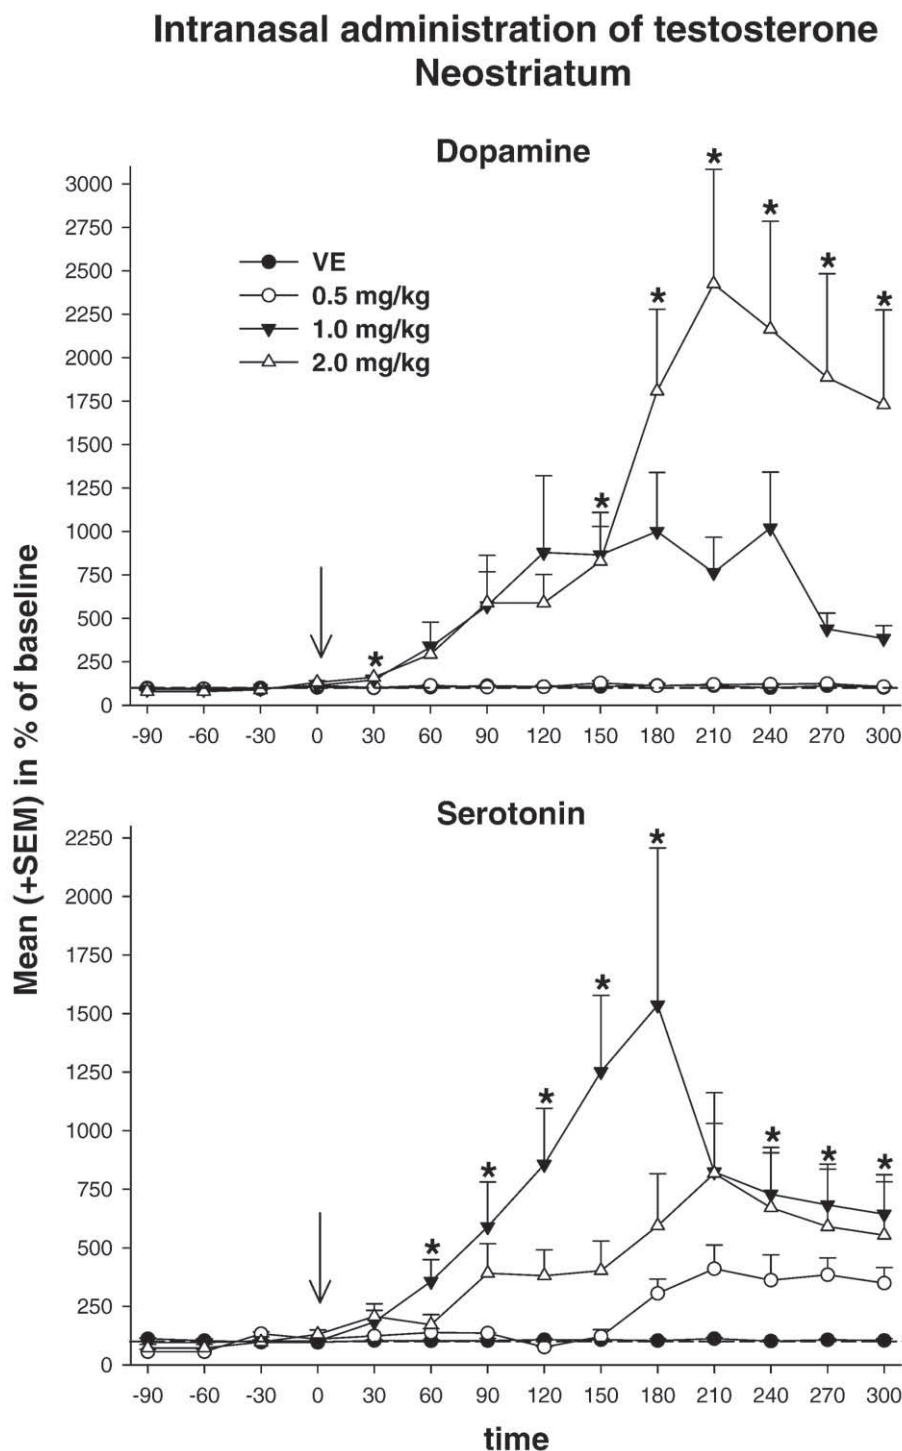 Intranasal administration of testosterone
Neostriatum
Mean (+SEM) in % of baseline
Dopamine
3000
2750
2500
2250
2000
1750
1500
1250
1000
750
500
250
0
VE
0.5 mg/kg
1.0 mg/kg
2.0 mg/kg
* * * * * * *
-90 -60 -30 0 30 60 90 120 150 180 210 240 270 300
Serotonin
2250
2000
1750
1500
1250
1000
750
500
250
0
* * * * * * * *
-90 -60 -30 0 30 60 90 120 150 180 210 240 270 300
time